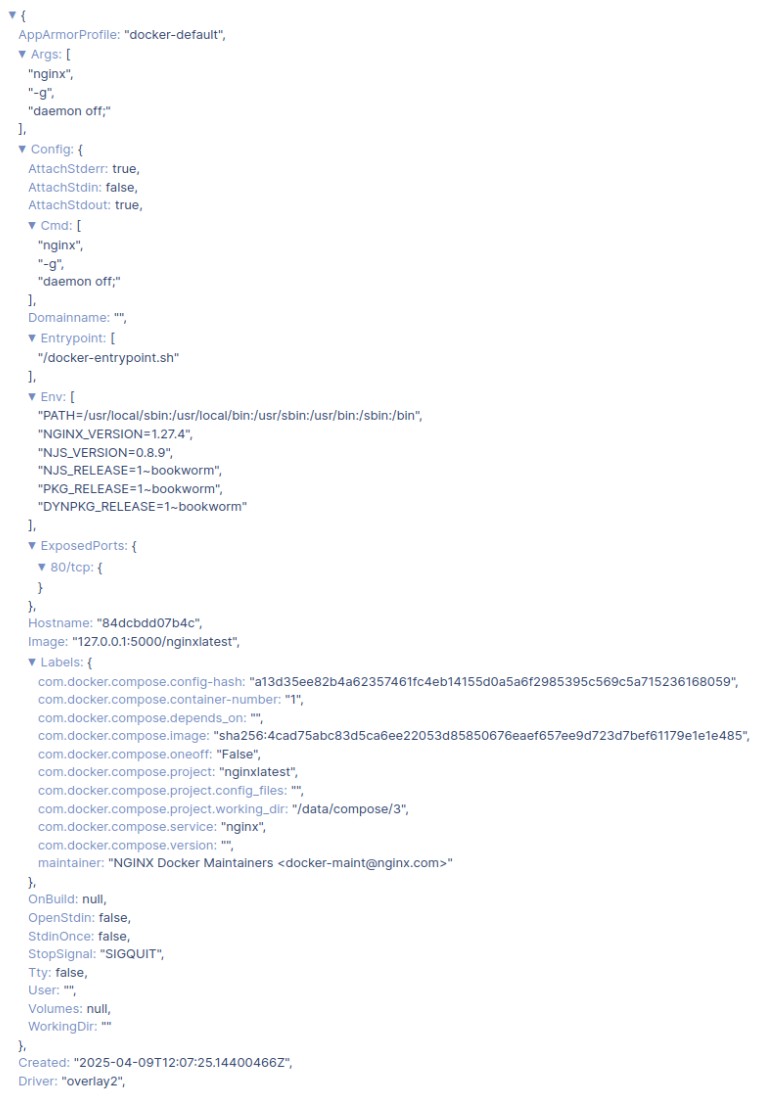 ▼ {
AppArmorProfile: "docker-default",
▼ Args: [
"nginx",
"-g",
"daemon off;"
],
▼ Config: {
AttachStderr: true,
AttachStdin: false,
AttachStdout: true,
▼ Cmd: [
"nginx",
"-g",
"daemon off;"
],
Domainname: "",
▼ Entrypoint: [
"/docker-entrypoint.sh"
],
▼ Env: [
"PATH=/usr/local/sbin:/usr/local/bin:/usr/sbin:/usr/bin:/sbin:/bin",
"NGINX_VERSION=1.27.4",
"NJS_VERSION=0.8.9",
"NJS_RELEASE=1~bookworm",
"PKG_RELEASE=1~bookworm",
"DYNPKG_RELEASE=1~bookworm"
],
▼ ExposedPorts: {
▼ 80/tcp: {
}
},
Hostname: "84dcbdd07b4c",
Image: "127.0.0.1:5000/nginxlatest",
▼ Labels: {
com.docker.compose.config-hash: "a13d35ee82b4a62357461fc4eb14155d0a5a6f2985395c569c5a715236168059",
com.docker.compose.container-number: "1",
com.docker.compose.depends_on: "",
com.docker.compose.image: "sha256:4cad75abc83d5ca6ee22053d85850676eaef657ee9d723d7bef61179e1e1e485",
com.docker.compose.oneoff: "False",
com.docker.compose.project: "nginxlatest",
com.docker.compose.project.config_files: "",
com.docker.compose.project.working_dir: "/data/compose/3",
com.docker.compose.service: "nginx",
com.docker.compose.version: "",
maintainer: "NGINX Docker Maintainers <docker-maint@nginx.com>"
},
OnBuild: null,
OpenStdin: false,
StdinOnce: false,
StopSignal: "SIGQUIT",
Tty: false,
User: "",
Volumes: null,
WorkingDir: ""
},
Created: "2025-04-09T12:07:25.14400466Z",
Driver: "overlay2",